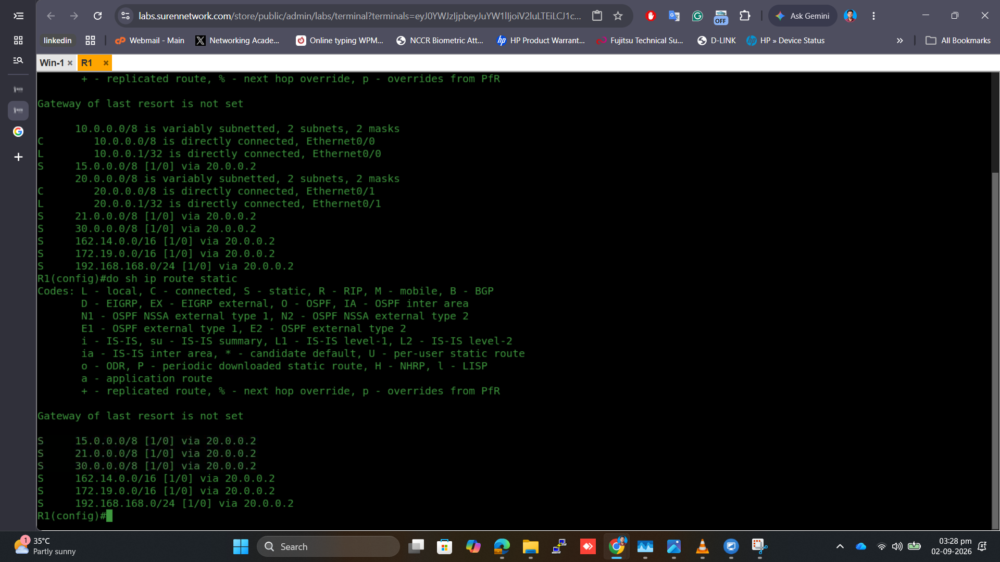 labs.surennetwork.com/store/public/admin/labs/terminal?terminals=eyJ0YWJzIjpbeyJuYW1lIjoiV2luLTEiLCJ1c...
OFF
Ask Gemini
linkedin
Webmail - Main
Networking Acade...
Online typing WPM...
NCCR Biometric Att...
HP Product Warrant...
Fujitsu Technical Su...
D-LINK
HP » Device Status
All Bookmarks
Win-1
R1
+ - replicated route, % - next hop override, p - overrides from PfR
Gateway of last resort is not set
10.0.0.0/8 is variably subnetted, 2 subnets, 2 masks
C 10.0.0.0/8 is directly connected, Ethernet0/0
L 10.0.0.1/32 is directly connected, Ethernet0/0
S 15.0.0.0/8 [1/0] via 20.0.0.2
20.0.0.0/8 is variably subnetted, 2 subnets, 2 masks
C 20.0.0.0/8 is directly connected, Ethernet0/1
L 20.0.0.1/32 is directly connected, Ethernet0/1
S 21.0.0.0/8 [1/0] via 20.0.0.2
S 30.0.0.0/8 [1/0] via 20.0.0.2
S 162.14.0.0/16 [1/0] via 20.0.0.2
S 172.19.0.0/16 [1/0] via 20.0.0.2
S 192.168.168.0/24 [1/0] via 20.0.0.2
R1(config)#do sh ip route static
Codes: L - local, C - connected, S - static, R - RIP, M - mobile, B - BGP
D - EIGRP, EX - EIGRP external, O - OSPF, IA - OSPF inter area
N1 - OSPF NSSA external type 1, N2 - OSPF NSSA external type 2
E1 - OSPF external type 1, E2 - OSPF external type 2
i - IS-IS, su - IS-IS summary, L1 - IS-IS level-1, L2 - IS-IS level-2
ia - IS-IS inter area, * - candidate default, U - per-user static route
o - ODR, P - periodic downloaded static route, H - NHRP, l - LISP
a - application route
+ - replicated route, % - next hop override, p - overrides from PfR
Gateway of last resort is not set
S 15.0.0.0/8 [1/0] via 20.0.0.2
S 21.0.0.0/8 [1/0] via 20.0.0.2
S 30.0.0.0/8 [1/0] via 20.0.0.2
S 162.14.0.0/16 [1/0] via 20.0.0.2
S 172.19.0.0/16 [1/0] via 20.0.0.2
S 192.168.168.0/24 [1/0] via 20.0.0.2
R1(config)#
1
35°C
Partly sunny
Search
03:28 pm
02-09-2026